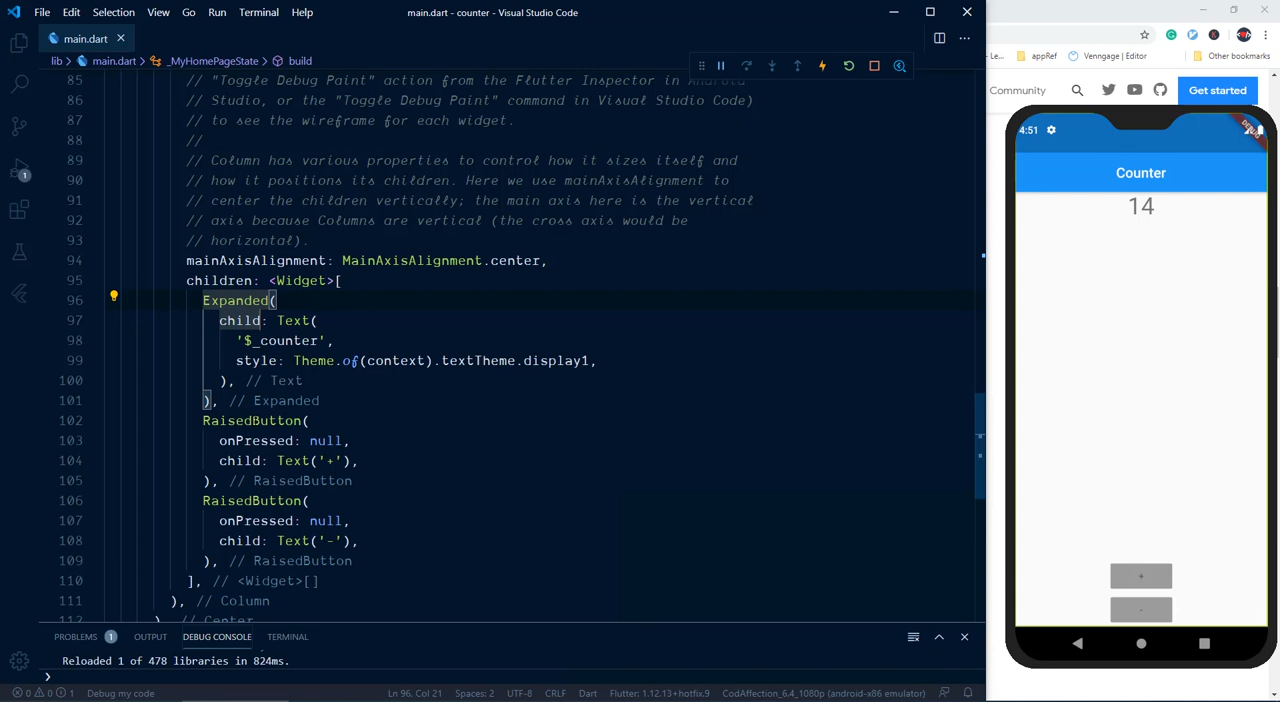 File Edit Selection View Go Run Terminal Help
main.dart - counter - Visual Studio Code
main.dart
lib > main.dart > _MyHomePageState > build
85 // "Toggle Debug Paint" action from the Flutter Inspector in Android
86 // Studio, or the "Toggle Debug Paint" command in Visual Studio Code)
87 // to see the wireframe for each widget.
88 //
89 // Column has various properties to control how it sizes itself and
90 // how it positions its children. Here we use mainAxisAlignment to
91 // center the children vertically; the main axis here is the vertical
92 // axis because Columns are vertical (the cross axis would be
93 // horizontal).
94 mainAxisAlignment: MainAxisAlignment.center,
95 children: <Widget>[
96 Expanded(
97 child: Text(
98 '$_counter',
99 style: Theme.of(context).textTheme.display1,
100 ), // Text
101 ), // Expanded
102 RaisedButton(
103 onPressed: null,
104 child: Text('+'),
105 ), // RaisedButton
106 RaisedButton(
107 onPressed: null,
108 child: Text('-'),
109 ), // RaisedButton
110 ], // <Widget>[]
111 ), // Column
112 ), // Center
PROBLEMS 1 OUTPUT DEBUG CONSOLE TERMINAL
Reloaded 1 of 478 libraries in 824ms.
0 0 1 Debug my code
Ln 96, Col 21 Spaces: 2 UTF-8 CRLF Dart Flutter: 1.12.13+hotfix.9 CodAffection_6.4_1080p (android-x86 emulator)
1
Le... appRef Venngage | Editor Other bookmarks
Community Get started
4:51
DEBUG
Counter
14
+
-